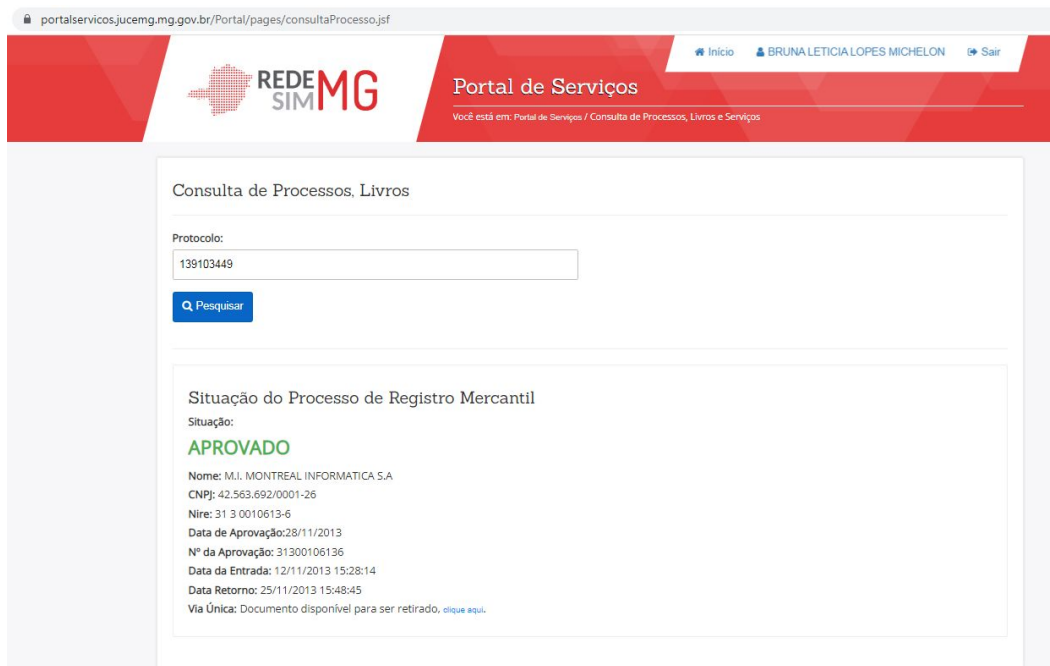 portalservicos.jucemg.mg.gov.br/Portal/pages/consultaProcesso.jsf
Início BRUNA LETICIA LOPES MICHELON Sair
REDE SIM MG
Portal de Serviços
Você está em: Portal de Serviços / Consulta de Processos, Livros e Serviços
Consulta de Processos, Livros
Protocolo:
139103449
Pesquisar
Situação do Processo de Registro Mercantil
Situação:
APROVADO
Nome: M.I. MONTREAL INFORMATICA S.A
CNPJ: 42.563.692/0001-26
Nire: 31 3 0010613-6
Data de Aprovação:28/11/2013
Nº da Aprovação: 31300106136
Data da Entrada: 12/11/2013 15:28:14
Data Retorno: 25/11/2013 15:48:45
Via Única: Documento disponível para ser retirado, clique aqui.